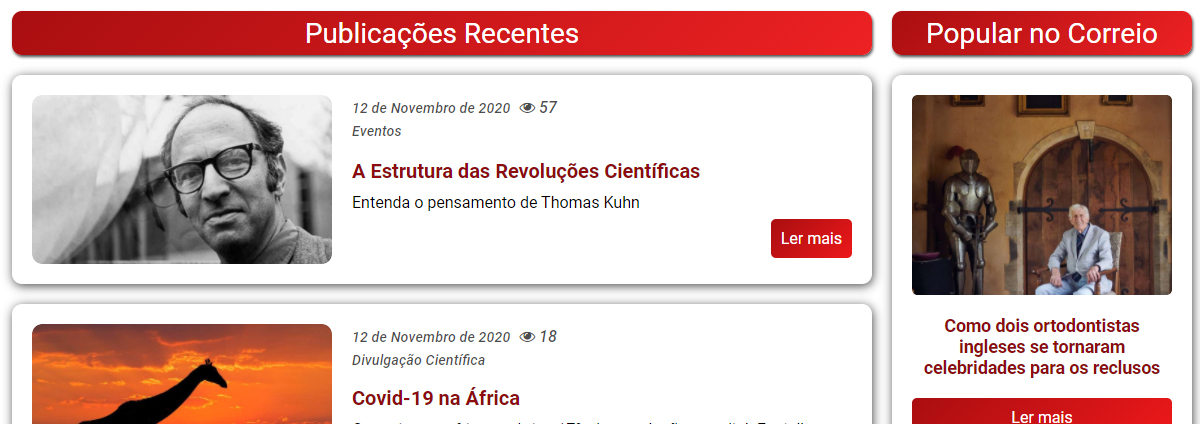 Publicações Recentes
12 de Novembro de 2020 57
Eventos
A Estrutura das Revoluções Científicas
Entenda o pensamento de Thomas Kuhn
Ler mais
12 de Novembro de 2020 18
Divulgação Científica
Covid-19 na África
Popular no Correio
Como dois ortodontistas
ingleses se tornaram
celebridades para os reclusos
Ler mais